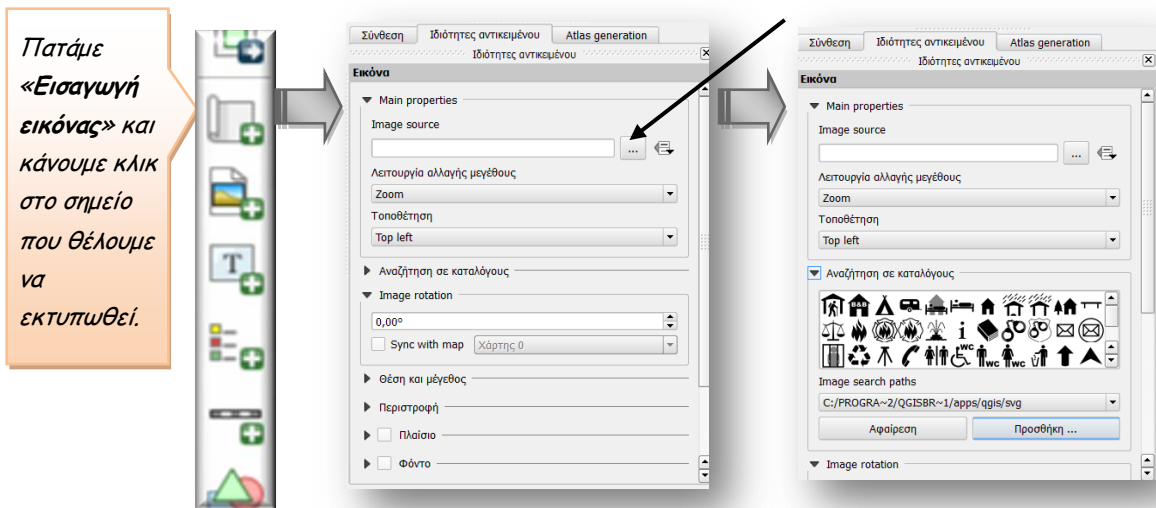 Πατάμε
«Εισαγωγή
εικόνας» και
κάνουμε κλικ
στο σημείο
που θέλουμε
να
εκτυπωθεί.
T
Σύνθεση Ιδιότητες αντικειμένου Atlas generation
Ιδιότητες αντικειμένου
Εικόνα
Main properties
Image source
...
Λειτουργία αλλαγής μεγέθους
Zoom
Τοποθέτηση
Top left
Αναζήτηση σε καταλόγους
Image rotation
0,00°
Sync with map Χάρτης 0
Θέση και μέγεθος
Περιστροφή
Πλαίσιο
Φόντο
Σύνθεση Ιδιότητες αντικειμένου Atlas generation
Ιδιότητες αντικειμένου
Εικόνα
Main properties
Image source
...
Λειτουργία αλλαγής μεγέθους
Zoom
Τοποθέτηση
Top left
Αναζήτηση σε καταλόγους
B&B
i
WC wc wc
Image search paths
C:/PROGRA~2/QGISBR~1/apps/qgis/svg
Αφαίρεση Προσθήκη ...
Image rotation